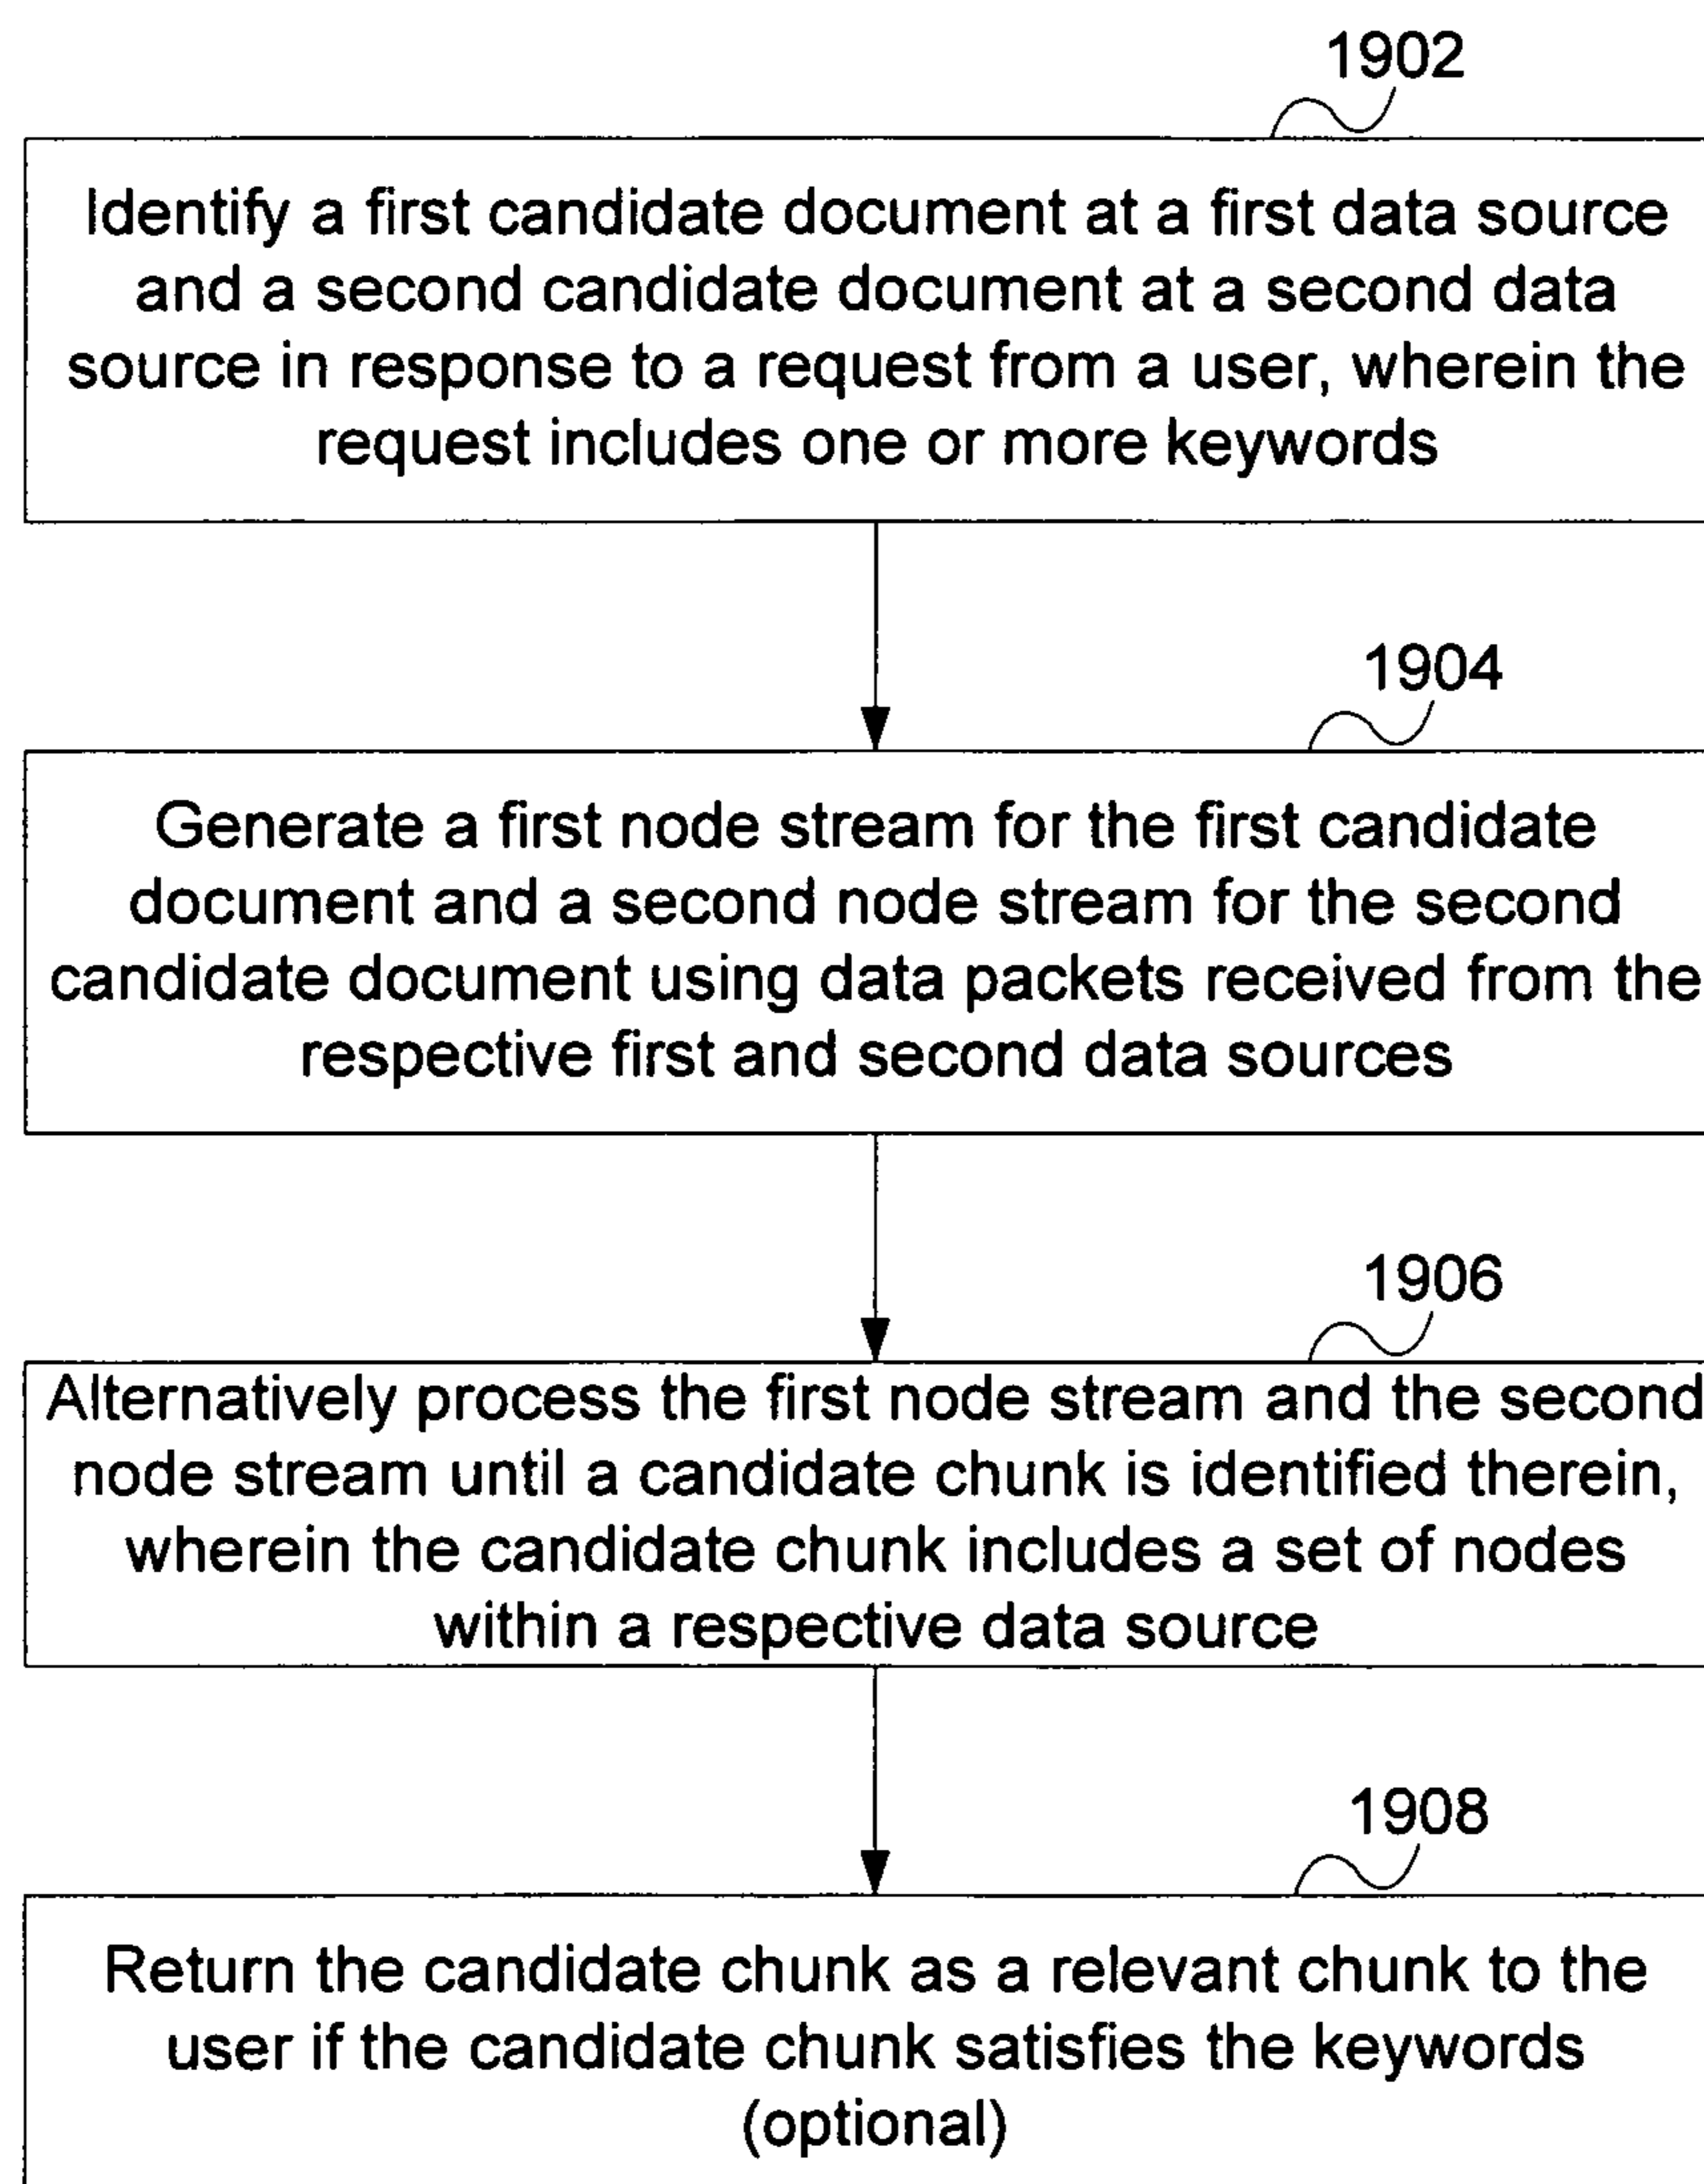 1902
Identify a first candidate document at a first data source
and a second candidate document at a second data
source in response to a request from a user, wherein the
request includes one or more keywords
1904
Generate a first node stream for the first candidate
document and a second node stream for the second
candidate document using data packets received from the
respective first and second data sources
1906
Alternatively process the first node stream and the second
node stream until a candidate chunk is identified therein,
wherein the candidate chunk includes a set of nodes
within a respective data source
1908
Return the candidate chunk as a relevant chunk to the
user if the candidate chunk satisfies the keywords
(optional)